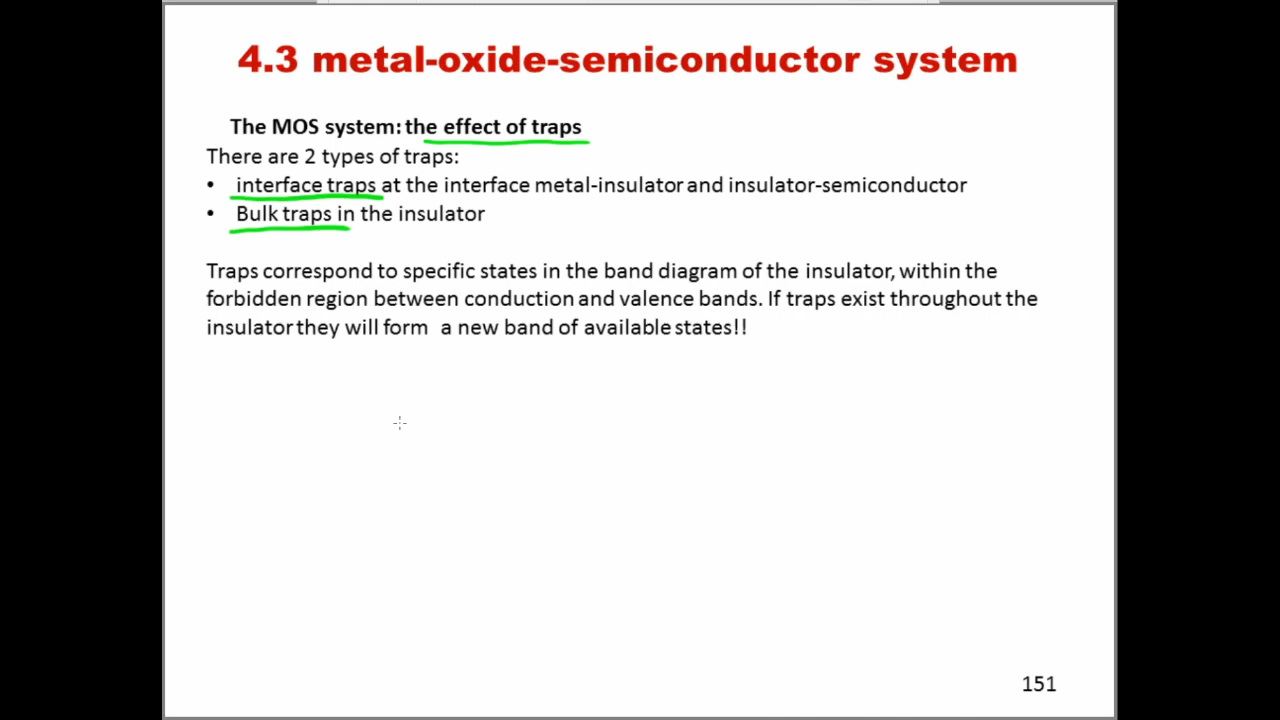 4.3 metal-oxide-semiconductor system
The MOS system: the effect of traps
There are 2 types of traps:
• interface traps at the interface metal-insulator and insulator-semiconductor
• Bulk traps in the insulator
Traps correspond to specific states in the band diagram of the insulator, within the
forbidden region between conduction and valence bands. If traps exist throughout the
insulator they will form a new band of available states!!
151